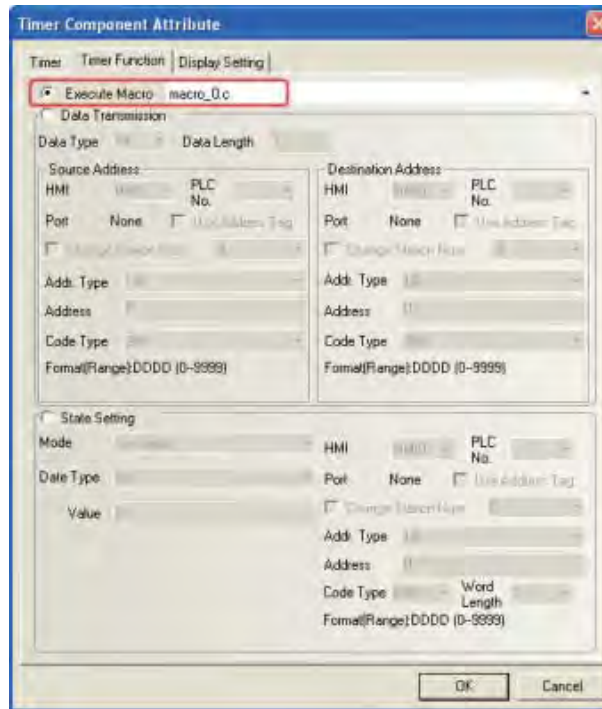 Timer Component Attribute
Timer Timer Function Display Setting
Execute Macro macro_0.c
Data Transmission
Data Type Data Length
Source Address Destination Address
HMI PLC No. HMI PLC No.
Port None Use Address Tag Port None Use Address Tag
Addr. Type Addr. Type
Address Address
Code Type Code Type
Format(Range):DDDD (0~9999) Format(Range):DDDD (0~9999)
State Setting
Mode HMI PLC No.
Date Type Port None Use Address Tag
Value
Addr. Type
Address
Code Type Word Length
Format(Range):DDDD (0~9999)
OK Cancel